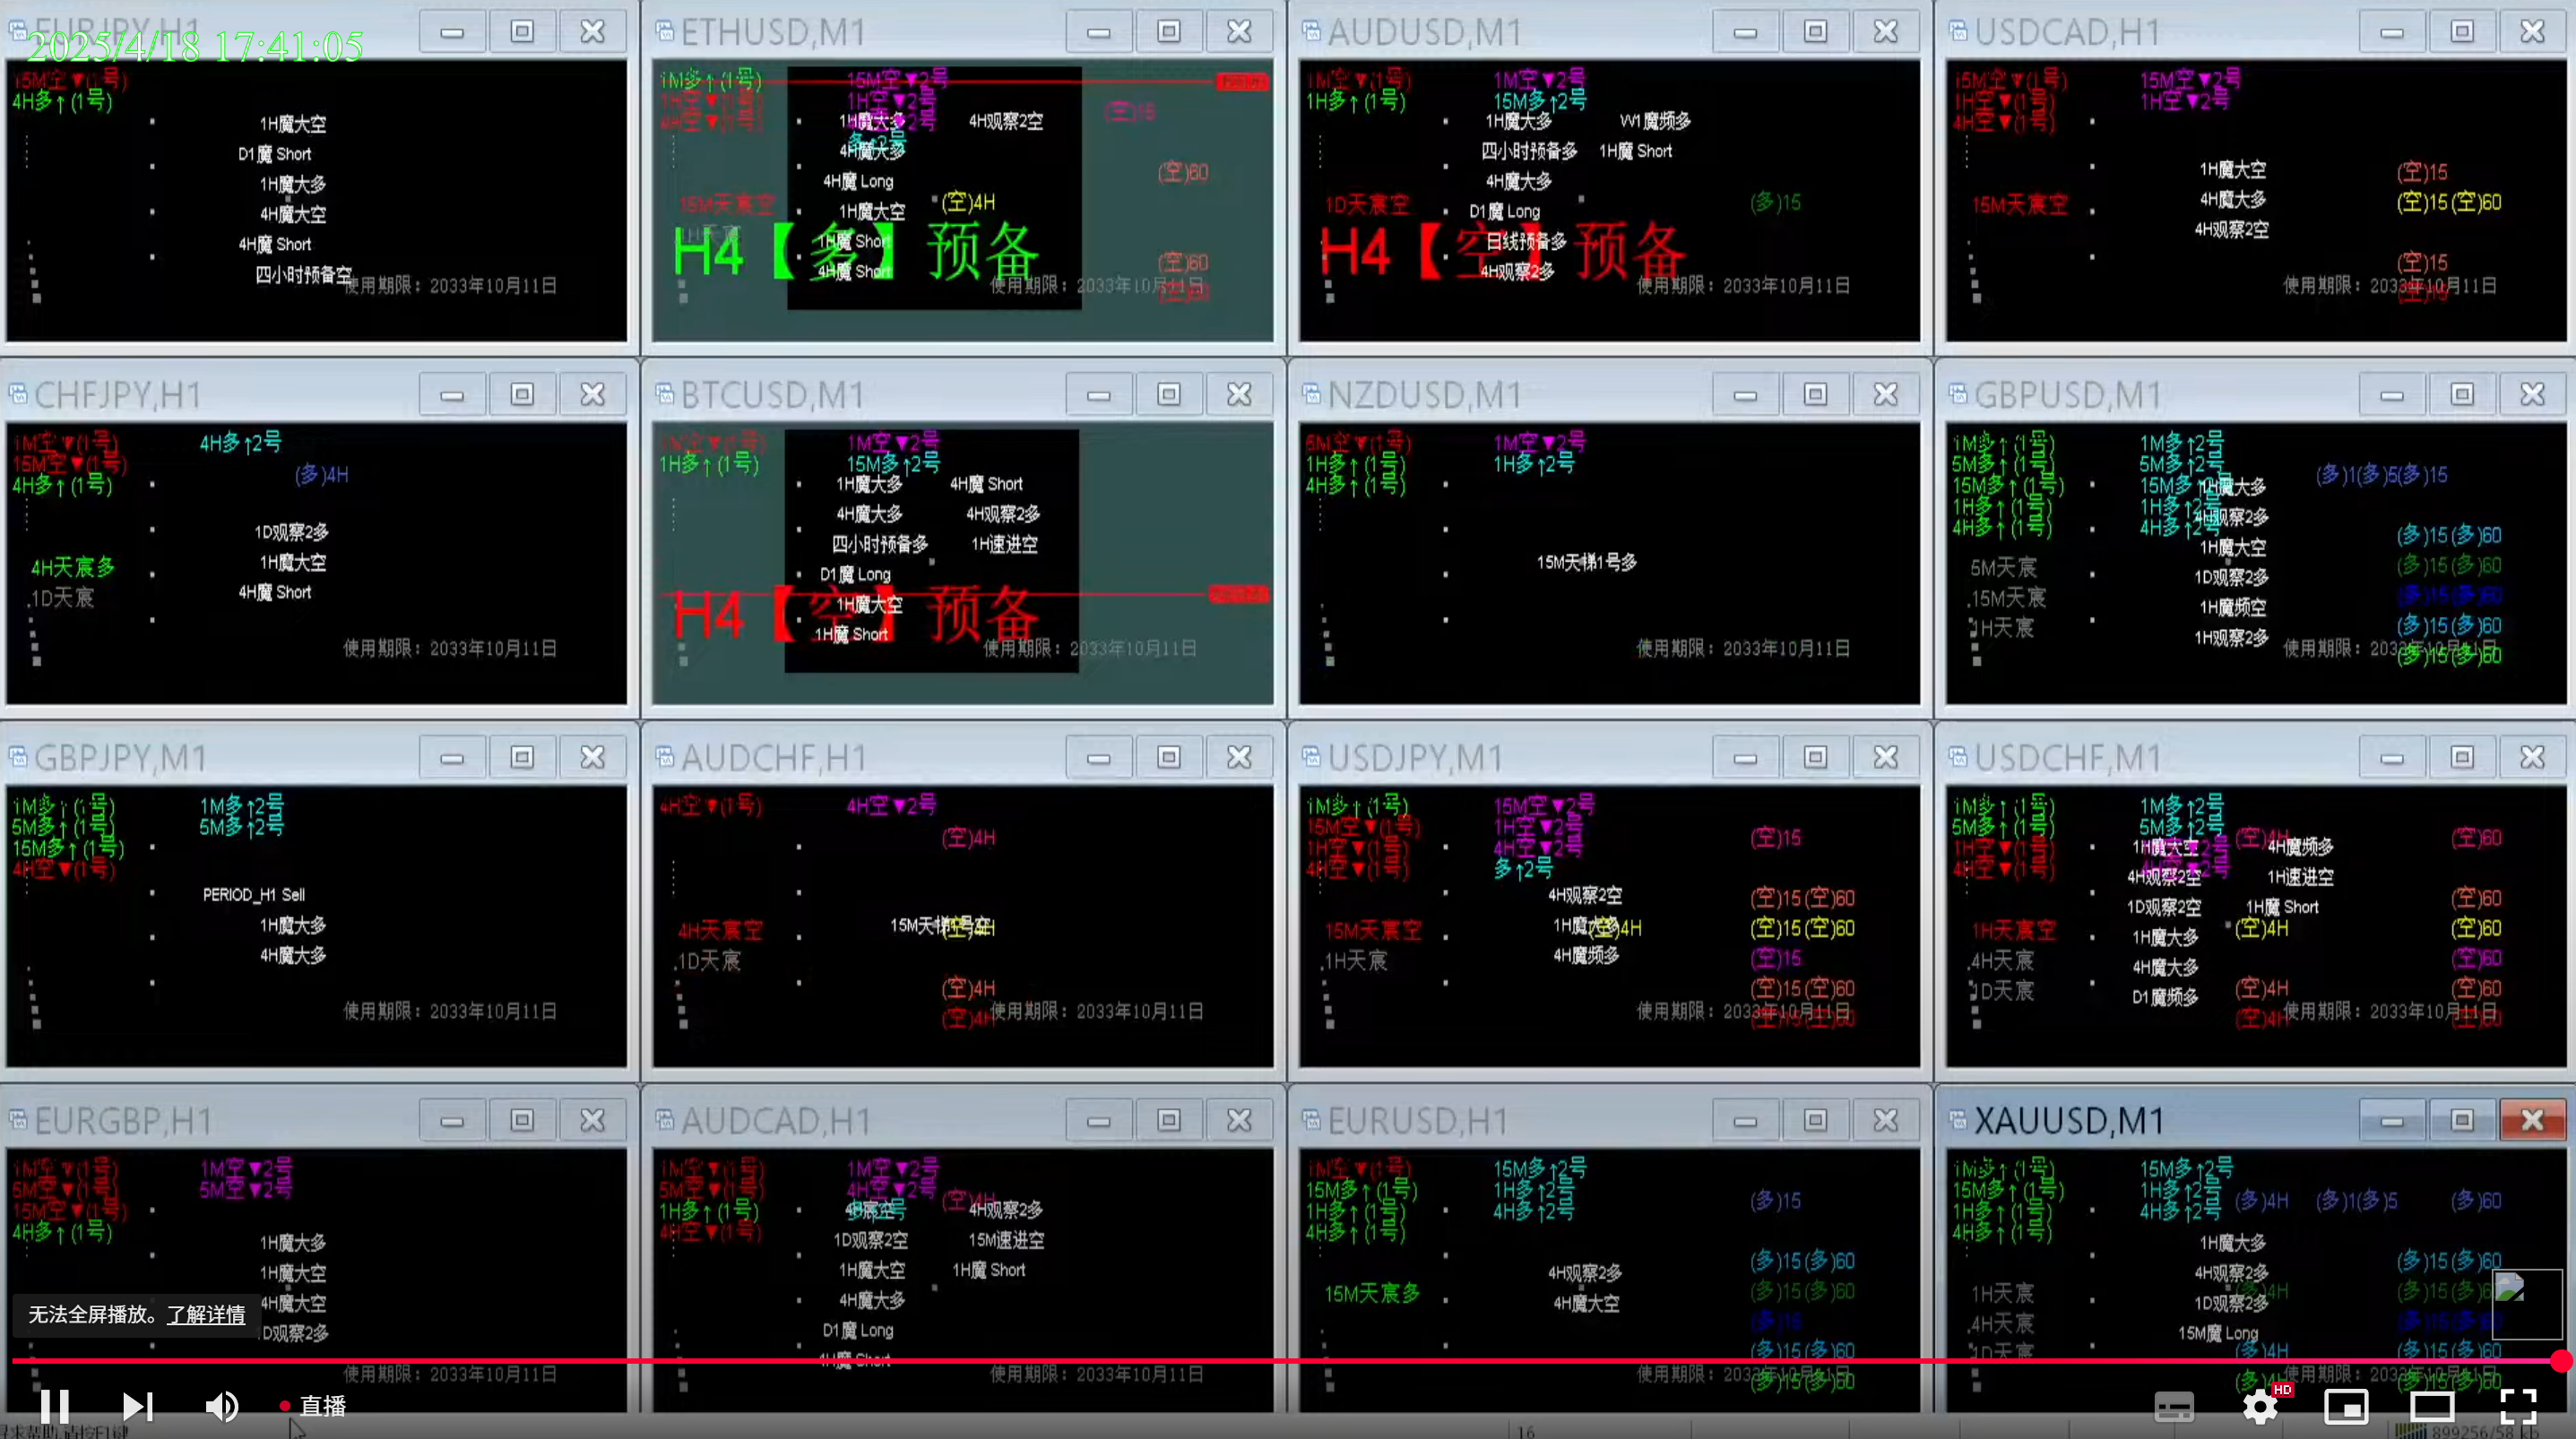 EURJPY,H1
2025/4/18 17:41:05
15M空▼(1号)
4H多↑(1号)
1H魔大空
D1魔 Short
1H魔大多
4H魔大空
4H魔 Short
四小时预备空
使用期限：2033年10月11日
ETHUSD,M1
1M多↑(1号) 15M空▼2号
1H空▼(1号) 1H空▼2号
4H空▼(1号)
1H魔大多 4H观察2空 (空)15
4H魔大多
4H魔 Long (空)60
15M天宸空 1H魔大空 (空)4H
1H天宸 1H魔 Short
H4【多】预备
4H魔 Short (空)60
使用期限：2033年10月11日
AUDUSD,M1
1M空▼(1号) 1M空▼2号
1H多↑(1号) 15M多↑2号
1H魔大多 W1魔频多
四小时预备多 1H魔 Short
4H魔大多
1D天宸空 D1魔 Long (多)15
日线预备多
H4【空】预备
4H观察2多
使用期限：2033年10月11日
USDCAD,H1
15M空▼(1号) 15M空▼2号
1H空▼(1号) 1H空▼2号
4H空▼(1号)
1H魔大空 (空)15
15M天宸空 4H魔大多 (空)15(空)60
4H观察2空
(空)15
使用期限：2033年10月11日
(空)15
CHFJPY,H1
1M空▼(1号) 4H多↑2号
15M空▼(1号) (多)4H
4H多↑(1号)
1D观察2多
4H天宸多 1H魔大空
.1D天宸 4H魔 Short
使用期限：2033年10月11日
BTCUSD,M1
1M空▼(1号) 1M空▼2号
1H多↑(1号) 15M多↑2号
1H魔大多 4H魔 Short
4H魔大多 4H观察2多
四小时预备多 1H速进空
D1魔 Long
1H魔大空
H4【空】预备
1H魔 Short
使用期限：2033年10月11日
NZDUSD,M1
5M空▼(1号) 1M空▼2号
1H多↑(1号) 1H多↑2号
4H多↑(1号)
15M天梯1号多
使用期限：2033年10月11日
GBPUSD,M1
1M多↑(1号) 1M多↑2号
5M多↑(1号) 5M多↑2号 (多)1(多)5(多)15
15M多↑(1号) 15M多↑2号 1H魔大多
1H多↑(1号) 1H多↑2号
4H多↑(1号) 4H多↑2号 4H观察2多
1H魔大空 (多)15(多)60
5M天宸 1D观察2多 (多)15(多)60
.15M天宸 1H魔频空 (多)15(多)60
1H天宸 1H观察2多 (多)15(多)60
使用期限：2033年10月11日
(多)15(多)60
GBPJPY,M1
1M多↑(1号) 1M多↑2号
5M多↑(1号) 5M多↑2号
15M多↑(1号)
4H空▼(1号)
PERIOD_H1 Sell
1H魔大多
4H魔大多
使用期限：2033年10月11日
AUDCHF,H1
4H空▼(1号) 4H空▼2号
(空)4H
4H天宸空 15M天梯1号空 (空)4H
.1D天宸
(空)4H
(空)4H
使用期限：2033年10月11日
USDJPY,M1
1M多↑(1号) 15M空▼2号
15M空▼(1号) 1H空▼2号 (空)15
1H空▼(1号) 4H空▼2号
4H空▼(1号) 多↑2号
4H观察2空 (空)15(空)60
15M天宸空 1H魔大多 (空)4H (空)15(空)60
.1H天宸 4H魔频多 (空)15
(空)15(空)60
使用期限：2033年10月11日
(空)15(空)60
USDCHF,M1
1M多↑(1号) 1M多↑2号
5M多↑(1号) 5M多↑2号 (空)4H (空)60
1H空▼(1号) 1H魔大空 4H魔频多
4H空▼(1号) 4H观察2空 1H速进空
1D观察2空 1H魔 Short (空)60
1H天宸空 1H魔大多 (空)4H (空)60
.4H天宸 4H魔大多 (空)60
1D天宸 D1魔频多 (空)4H (空)60
(空)4H 使用期限：2033年10月11日
(空)60
EURGBP,H1
1M空▼(1号) 1M空▼2号
5M空▼(1号) 5M空▼2号
15M空▼(1号)
4H多↑(1号)
1H魔大多
1H魔大空
4H魔大空
1D观察2多
使用期限：2033年10月11日
AUDCAD,H1
1M空▼(1号) 1M空▼2号
5M空▼(1号) 4H空▼2号 (空)4H
1H多↑(1号) 4H观察2多
4H空▼(1号)
1D观察2空 15M速进空
1H魔大空 1H魔 Short
4H魔大多
D1魔 Long
4H魔 Short
使用期限：2033年10月11日
EURUSD,H1
1M空▼(1号) 15M多↑2号
15M多↑(1号) 1H多↑2号 (多)15
1H多↑(1号) 4H多↑2号
4H多↑(1号)
4H观察2多 (多)15(多)60
15M天宸多 4H魔大空 (多)15(多)60
(多)15
(多)15(多)60
使用期限：2033年10月11日
(多)15(多)60
XAUUSD,M1
1M多↑(1号) 15M多↑2号
15M多↑(1号) 1H多↑2号 (多)4H (多)1(多)5 (多)60
1H多↑(1号) 4H多↑2号
4H多↑(1号)
1H魔大多
4H观察2多 (多)15(多)60
1H天宸 1D观察2多
.4H天宸 15M魔 Long
1D天宸 (多)4H (多)15(多)60
使用期限：2033年10月11日
无法全屏播放。了解详情
直播
HD
16